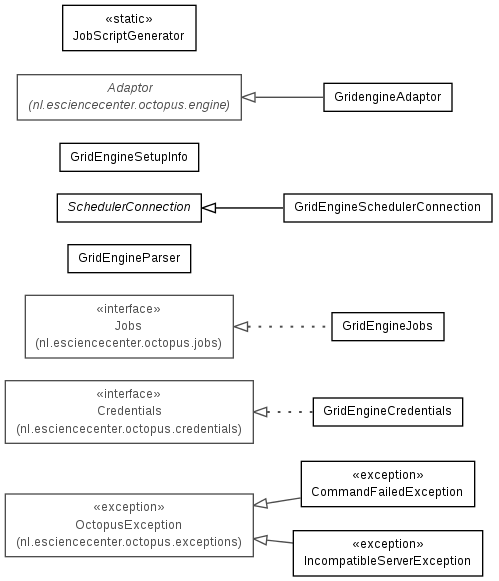 «static»
JobScriptGenerator
Adaptor
(nl.esciencecenter.octopus.engine)
GridengineAdaptor
GridEngineSetupInfo
SchedulerConnection
GridEngineSchedulerConnection
GridEngineParser
«interface»
Jobs
(nl.esciencecenter.octopus.jobs)
GridEngineJobs
«interface»
Credentials
(nl.esciencecenter.octopus.credentials)
GridEngineCredentials
«exception»
OctopusException
(nl.esciencecenter.octopus.exceptions)
«exception»
CommandFailedException
«exception»
IncompatibleServerException